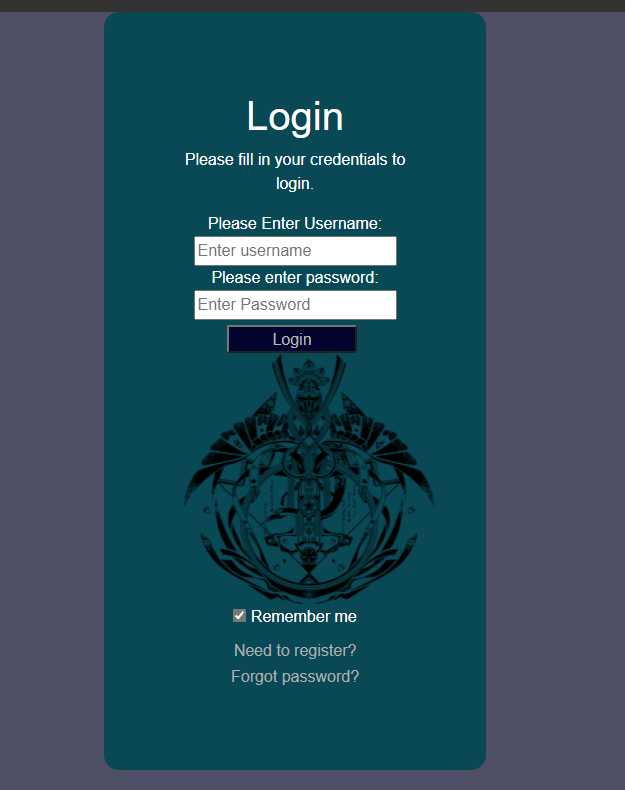 Login
Please fill in your credentials to
login.
Please Enter Username:
Enter username
Please enter password:
Enter Password
Login
Remember me
Need to register?
Forgot password?